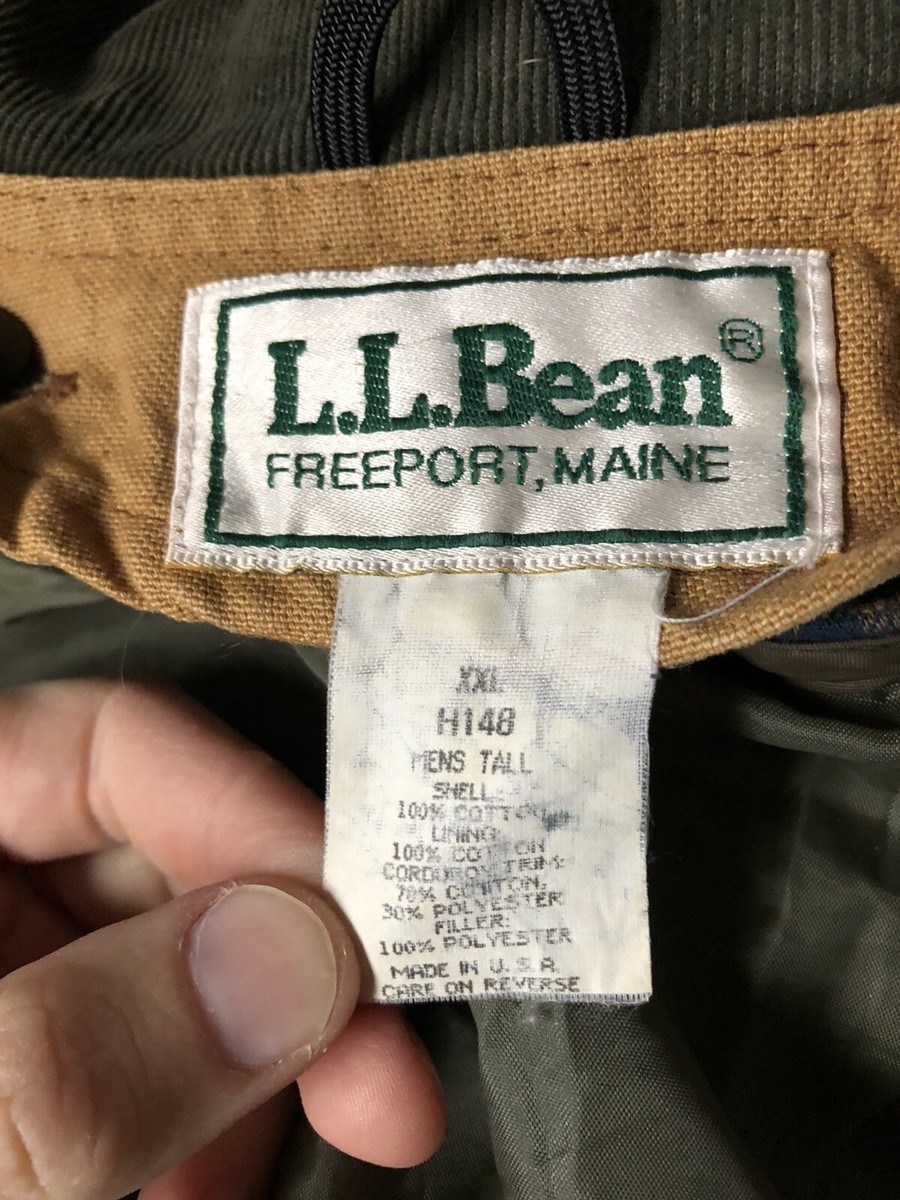 L.L.Bean®
FREEPORT, MAINE
XXL
H148
MENS TALL
SHELL:
100% COTTON
LINING:
100% COTTON
CORDUROY TRIM:
70% COTTON,
30% POLYESTER
FILLER:
100% POLYESTER
MADE IN U.S.A.
CARE ON REVERSE